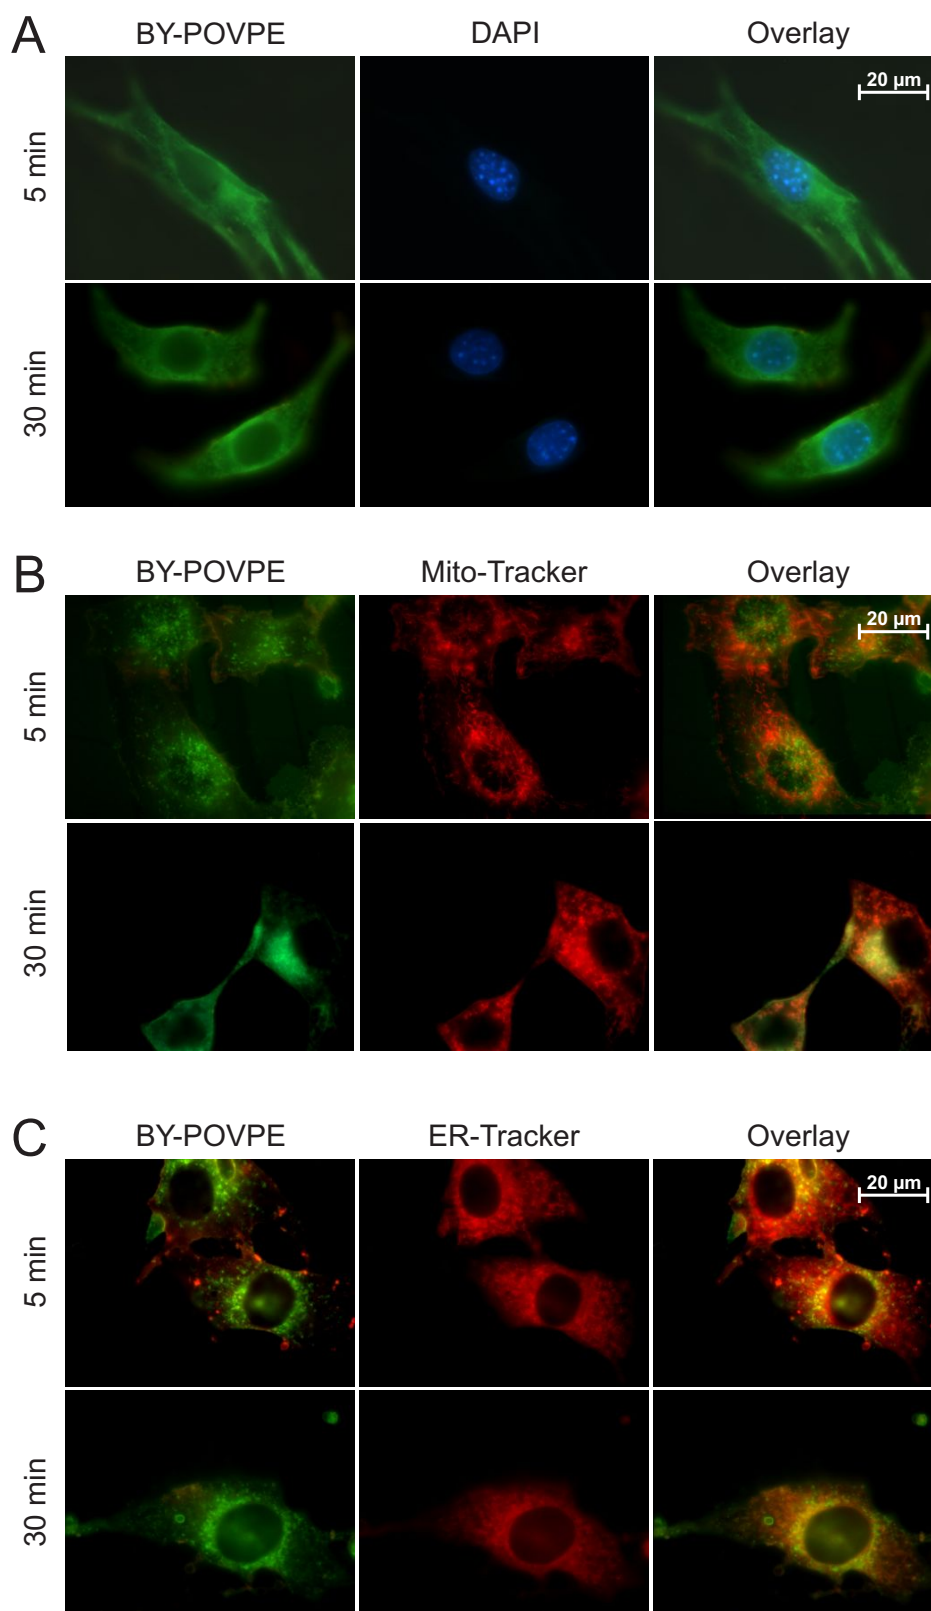 A
BY-POVPE DAPI Overlay
20 µm
5 min
30 min
B
BY-POVPE Mito-Tracker Overlay
20 µm
5 min
30 min
C
BY-POVPE ER-Tracker Overlay
20 µm
5 min
30 min